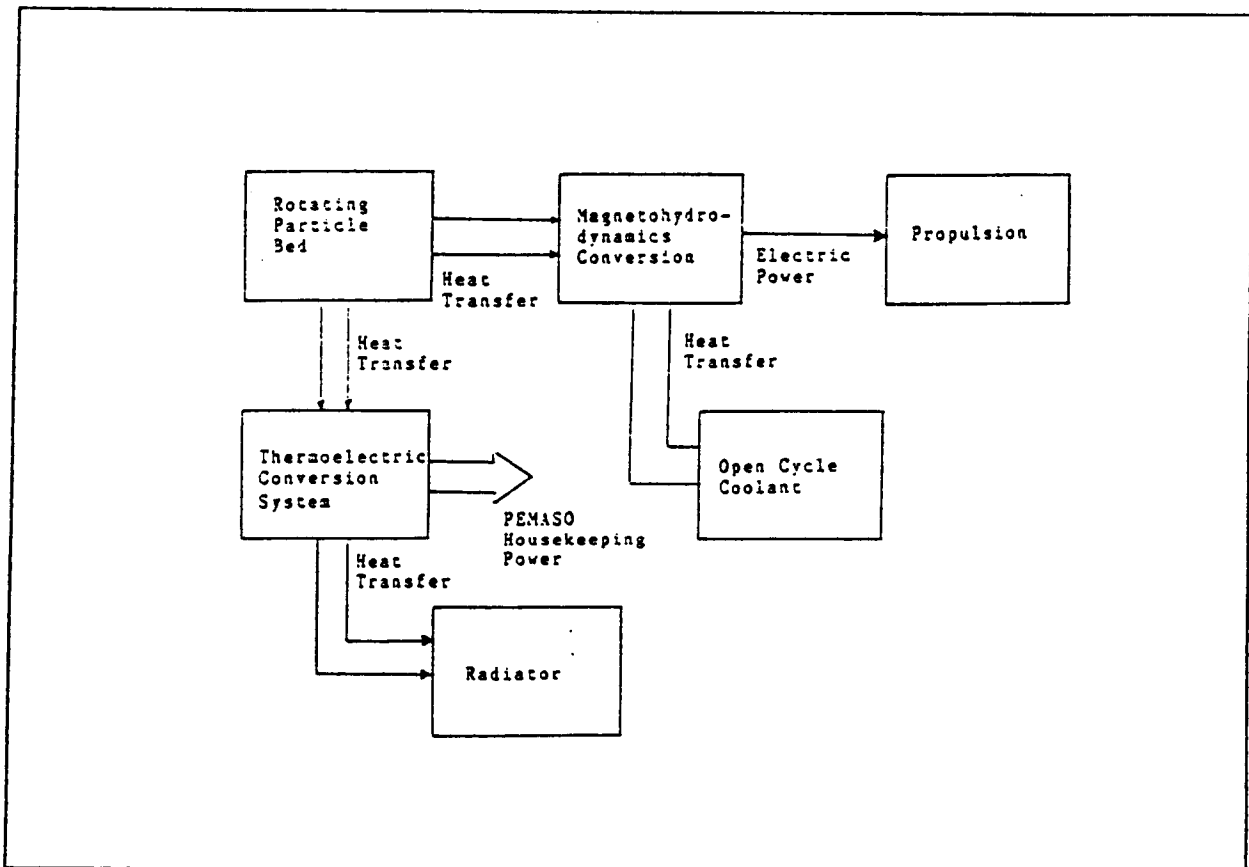 Rotating
Particle
Bed
Magnetohydro-
dynamics
Conversion
Propulsion
Heat
Transfer
Electric
Power
Heat
Transfer
Heat
Transfer
Thermoelectric
Conversion
System
Open Cycle
Coolant
PEMASO
Housekeeping
Power
Heat
Transfer
Radiator